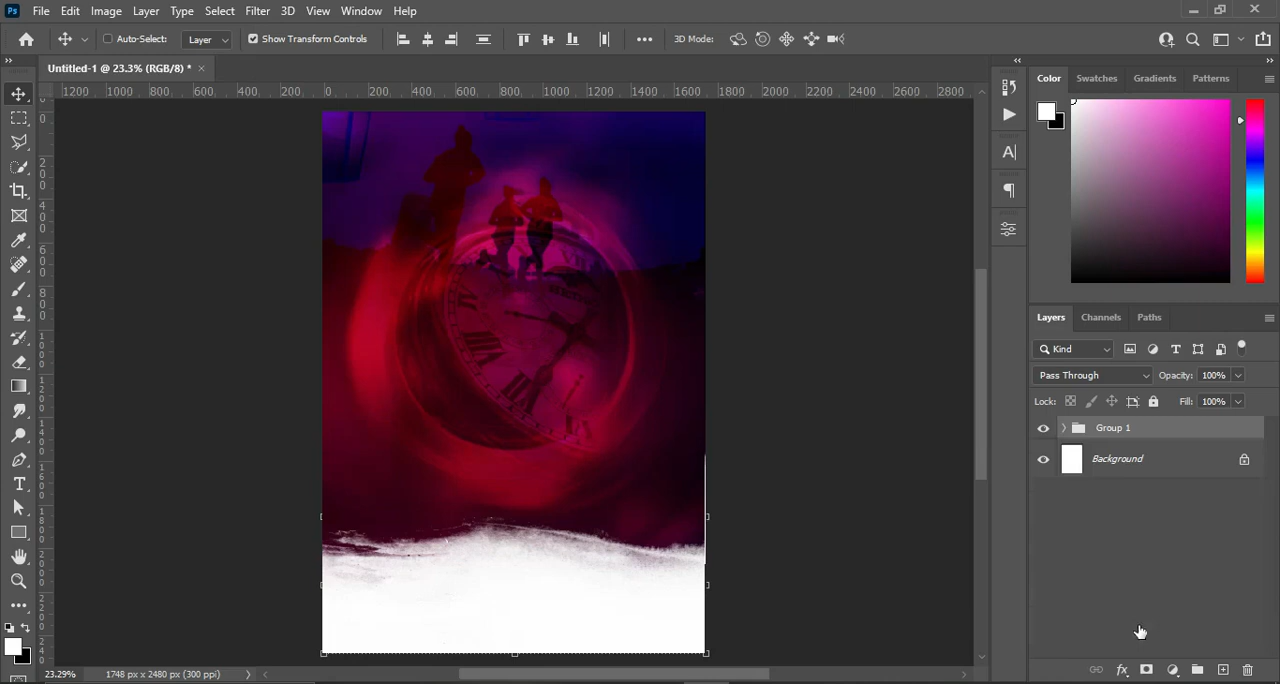 Ps File Edit Image Layer Type Select Filter 3D View Window Help
Auto-Select: Layer Show Transform Controls 3D Mode:
Untitled-1 @ 23.3% (RGB/8) *
1200 1000 800 600 400 200 0 200 400 600 800 1000 1200 1400 1600 1800 2000 2200 2400 2600 2800
Color Swatches Gradients Patterns
Layers Channels Paths
Kind
Pass Through Opacity: 100%
Lock: Fill: 100%
Group 1
Background
23.29% 1748 px x 2480 px (300 ppi)